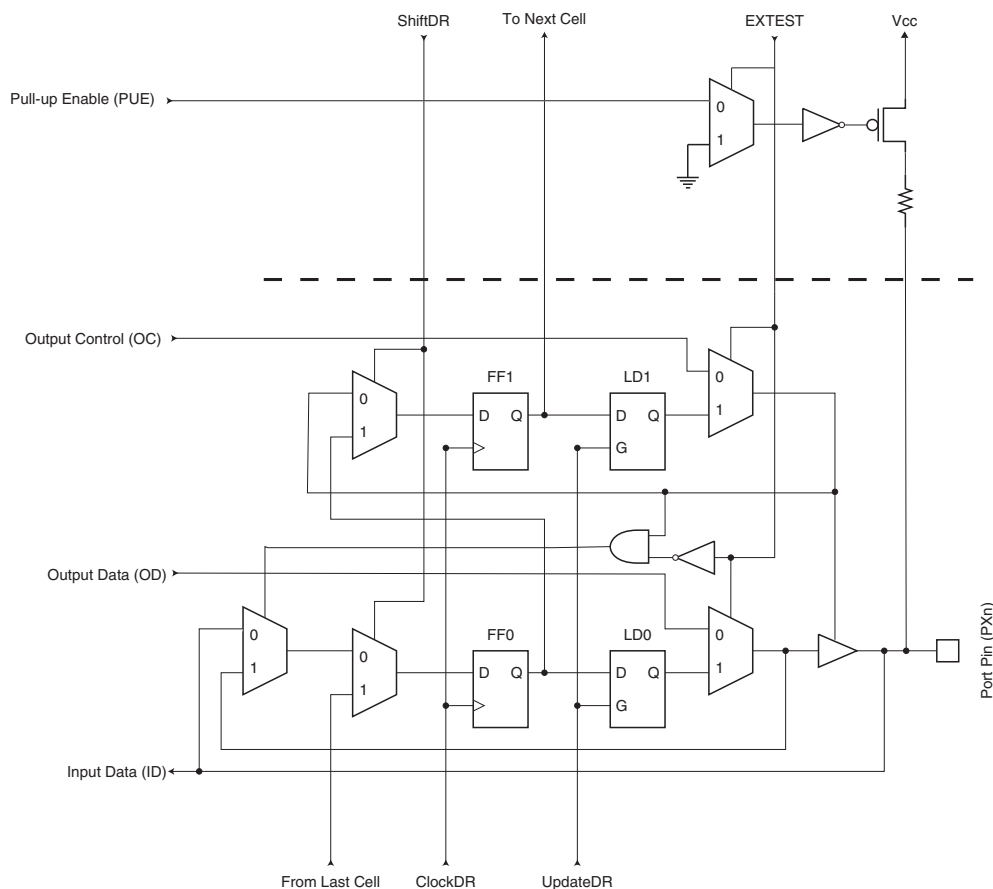 ShiftDR
To Next Cell
EXTEST
Vcc
Pull-up Enable (PUE)
0
1
Output Control (OC)
FF1
LD1
0
1
0
1
D Q
D Q
G
Output Data (OD)
FF0
LD0
0
1
0
1
0
1
D Q
D Q
G
Port Pin (PXn)
Input Data (ID)
From Last Cell
ClockDR
UpdateDR